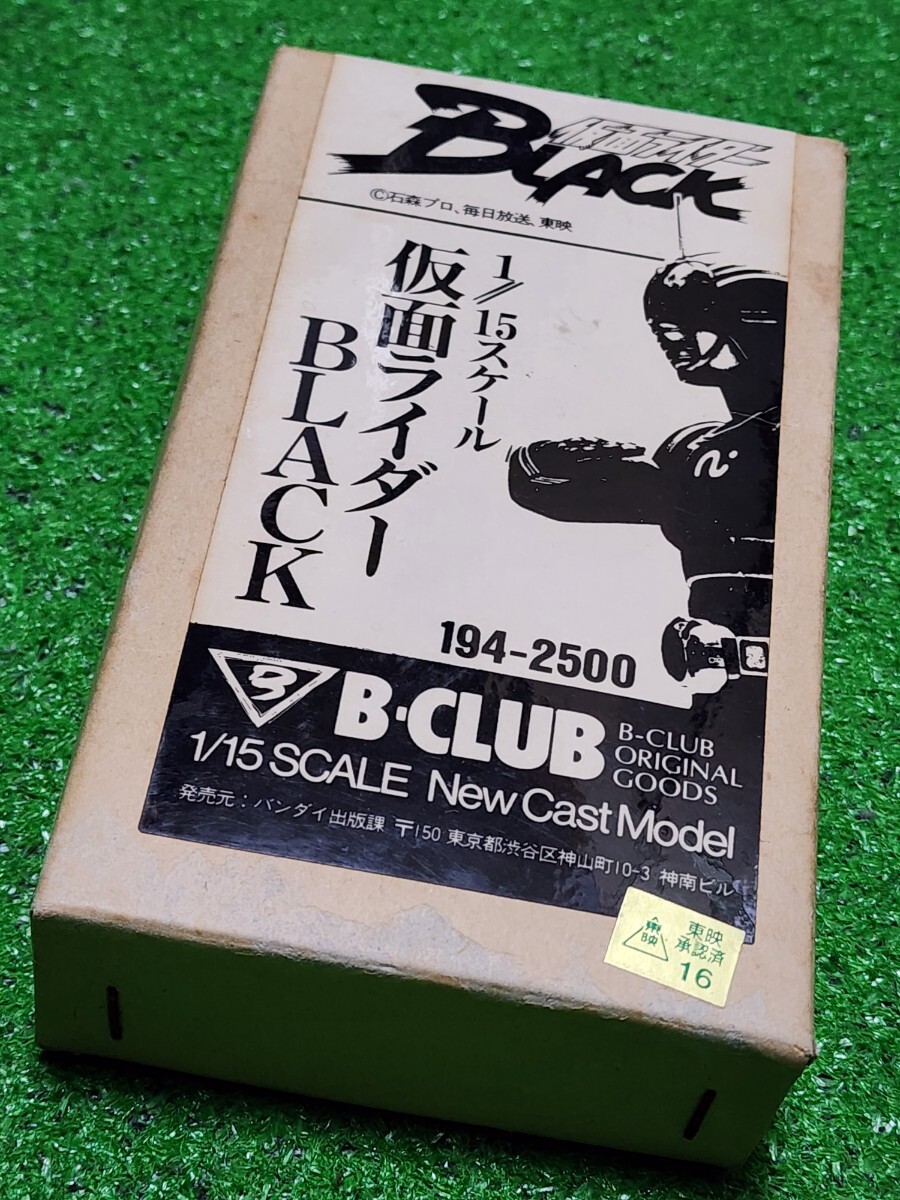 仮面ライダー
BLACK
©石森プロ、毎日放送、東映
1/15スケール
仮面ライダー
BLACK
194-2500
B·CLUB
B-CLUB
ORIGINAL
GOODS
1/15 SCALE New Cast Model
発売元：バンダイ出版課 〒150 東京都渋谷区神山町10-3 神南ビル
東映
東映
承認済
16